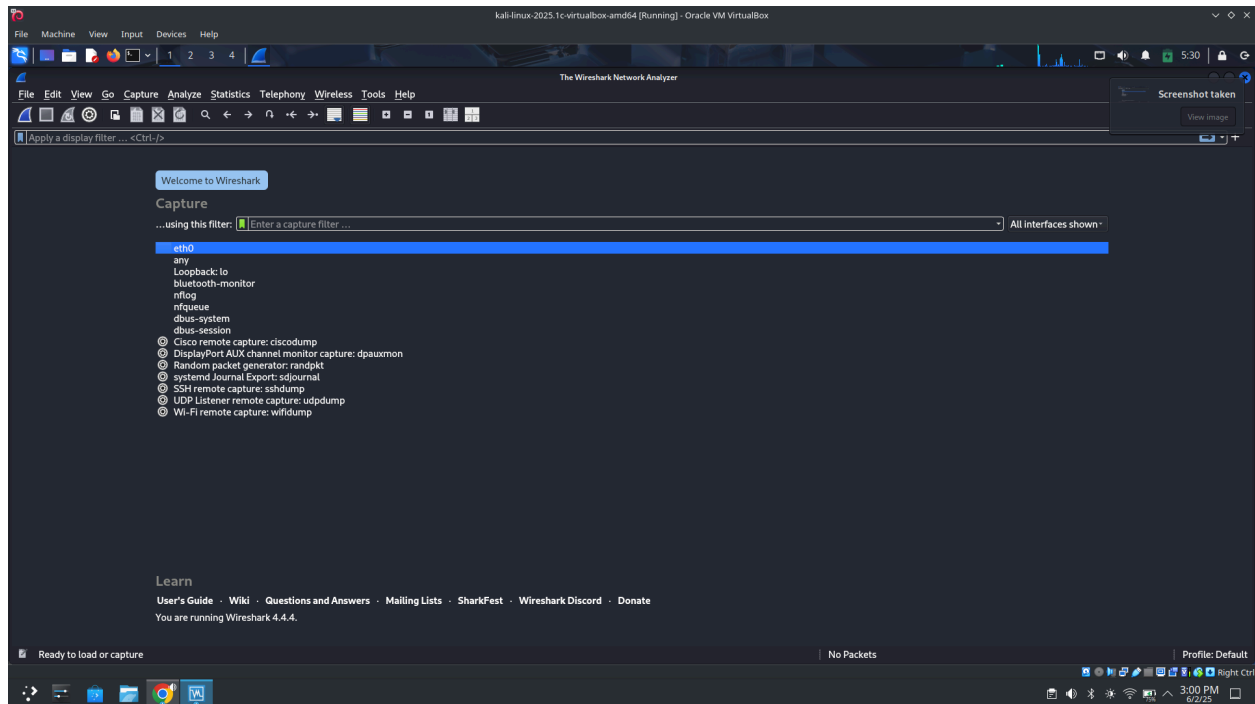 kali-linux-2025.1c-virtualbox-amd64 [Running] - Oracle VM VirtualBox
File Machine View Input Devices Help
1 2 3 4
5:30
The Wireshark Network Analyzer
File Edit View Go Capture Analyze Statistics Telephony Wireless Tools Help
Screenshot taken
View image
Apply a display filter ... <Ctrl-/>
Welcome to Wireshark
Capture
...using this filter: Enter a capture filter ... All interfaces shown
eth0
any
Loopback: lo
bluetooth-monitor
nflog
nfqueue
dbus-system
dbus-session
Cisco remote capture: ciscodump
DisplayPort AUX channel monitor capture: dpauxmon
Random packet generator: randpkt
systemd Journal Export: sdjournal
SSH remote capture: sshdump
UDP Listener remote capture: udpdump
Wi-Fi remote capture: wifidump
Learn
User's Guide · Wiki · Questions and Answers · Mailing Lists · SharkFest · Wireshark Discord · Donate
You are running Wireshark 4.4.4.
Ready to load or capture No Packets Profile: Default
Right Ctrl
3:00 PM
6/2/25